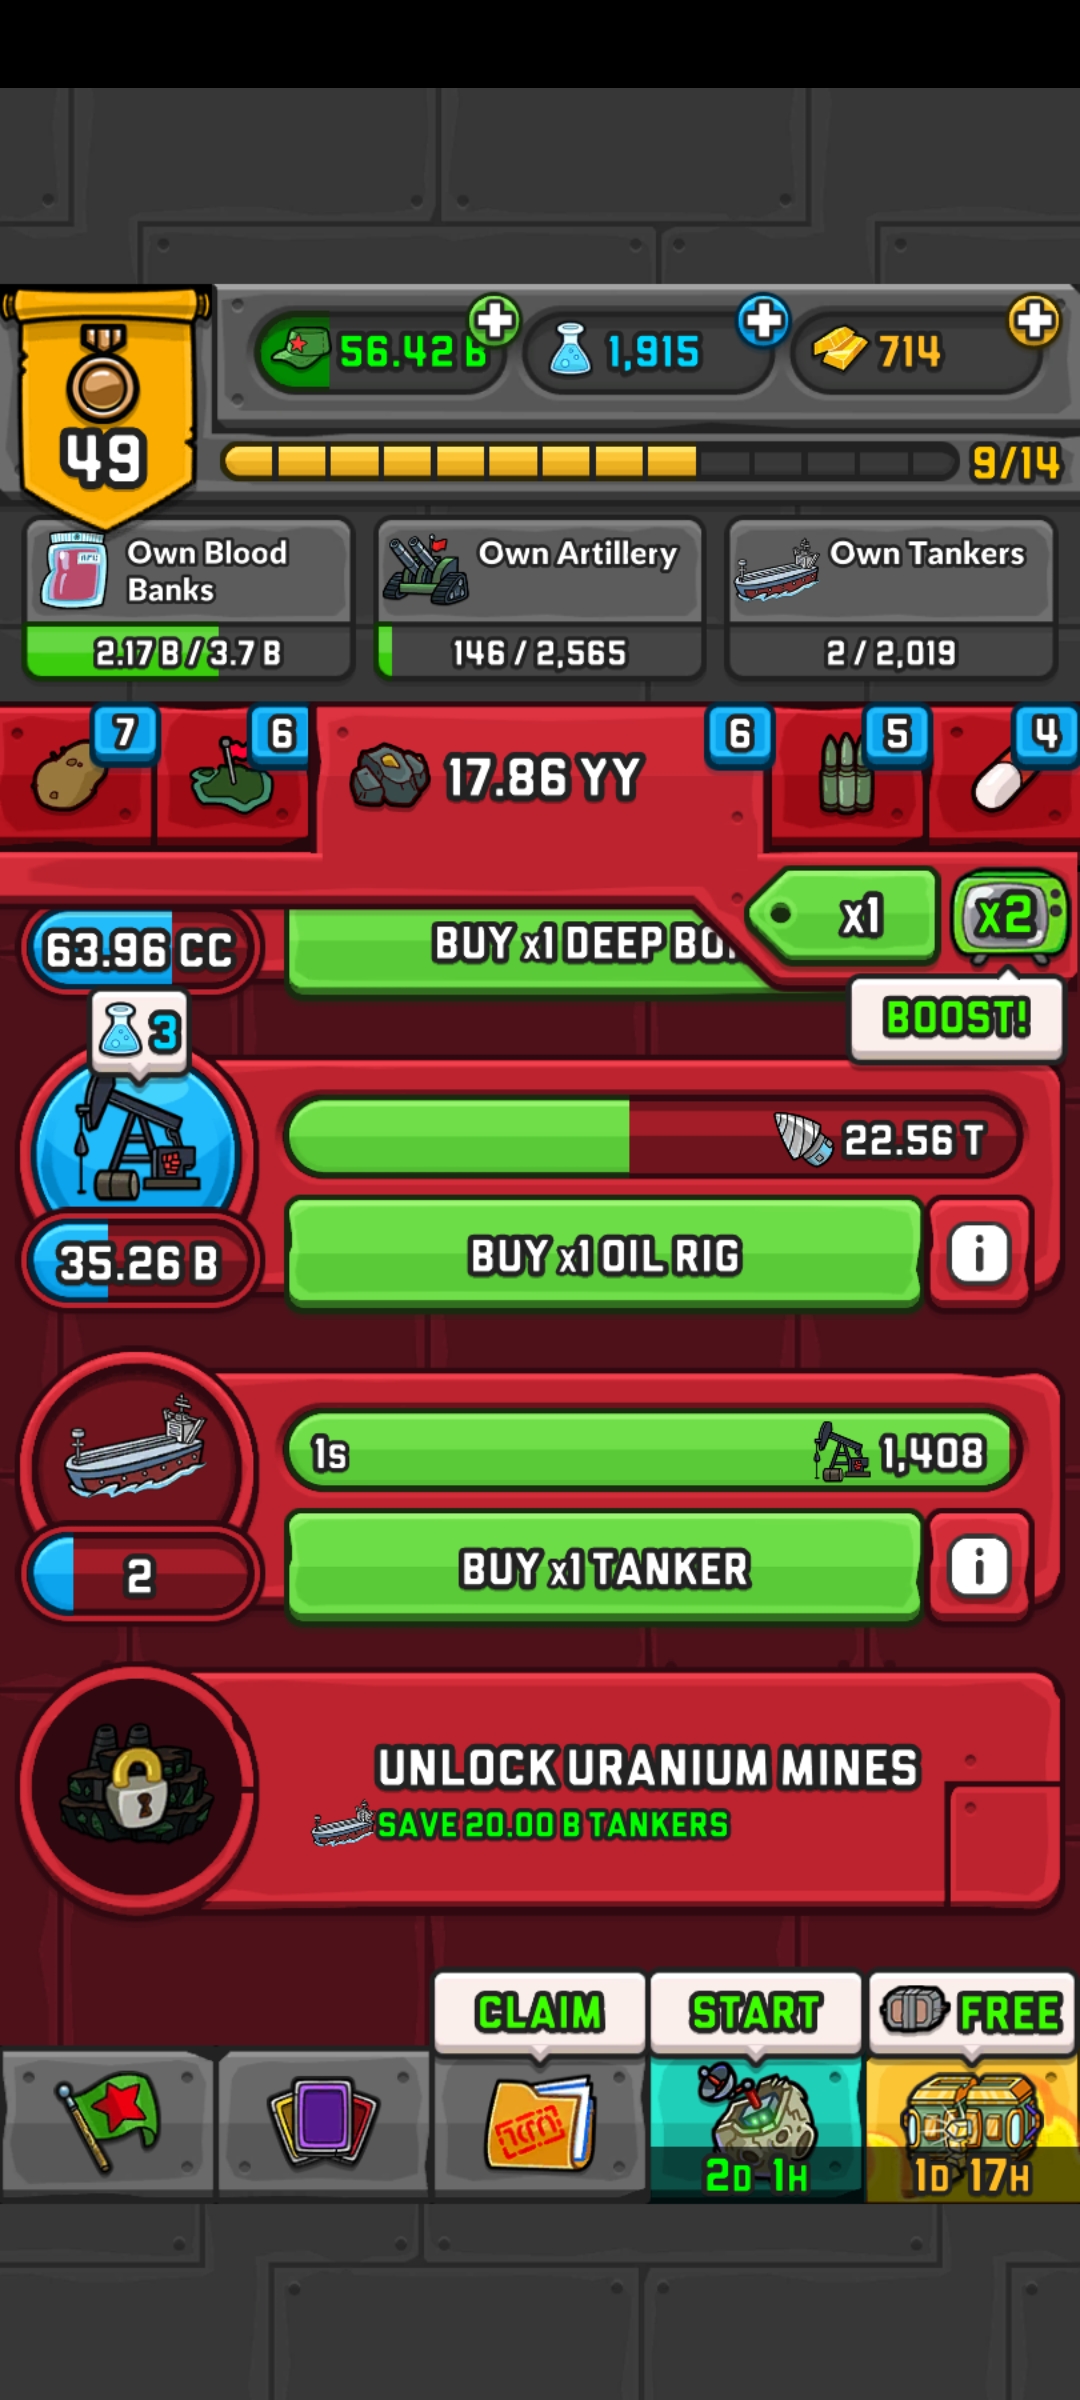 56.42 B
1,915
714
49
9/14
Own Blood
Banks
2.17 B / 3.7 B
Own Artillery
146 / 2,565
Own Tankers
2 / 2,019
7
6
17.86 YY
6
5
4
x1
x2
63.96 CC
BUY x1 DEEP
BOOST!
3
22.56 T
35.26 B
BUY x1 OIL RIG
i
1s
1,408
2
BUY x1 TANKER
i
UNLOCK URANIUM MINES
SAVE 20.00 B TANKERS
CLAIM
START
FREE
2D 1H
1D 17H